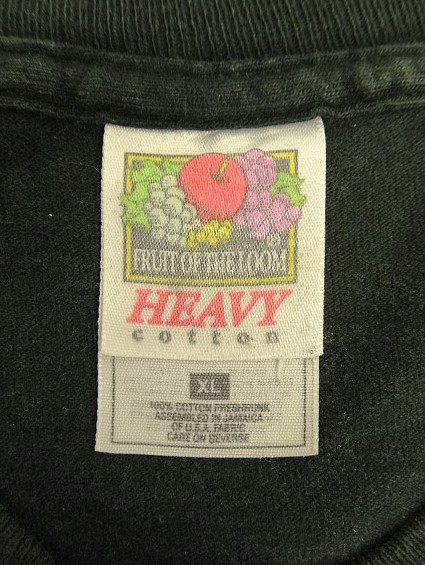 FRUIT OF THE LOOM
®
HEAVY
cotton
XL
100% COTTON PRESHRUNK
ASSEMBLED IN JAMAICA
OF U.S.A. FABRIC
CARE ON REVERSE